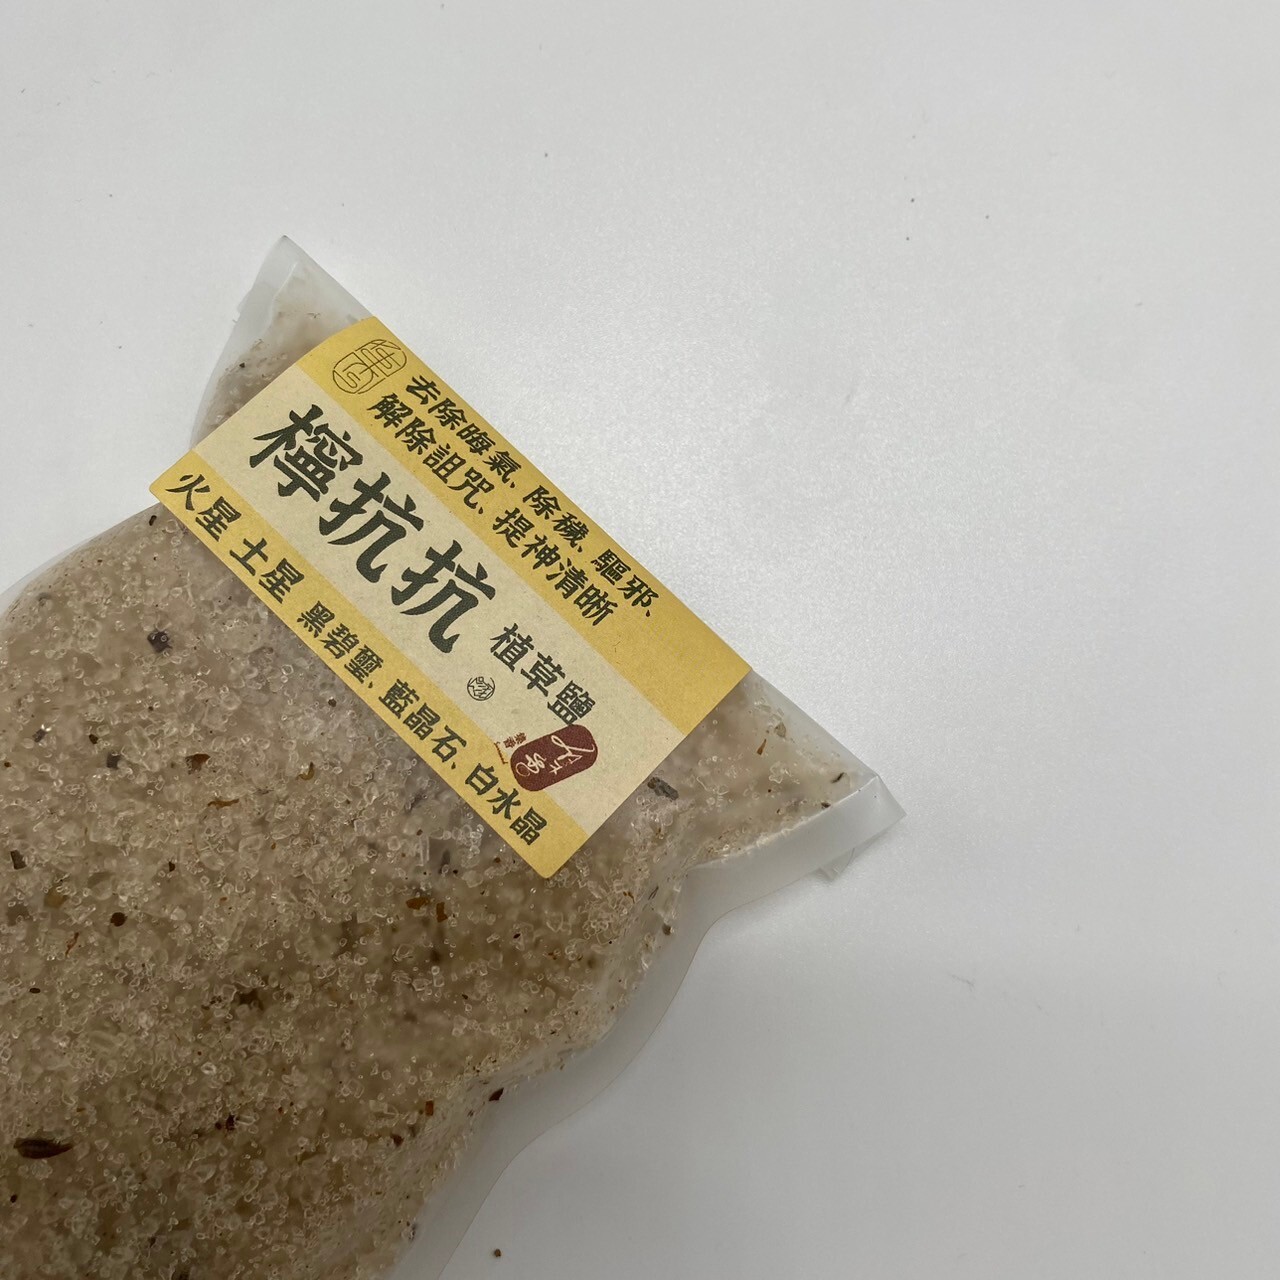 去除晦氣、除穢、驅邪、
解除詛咒、提神清晰
檸抗抗
植草鹽
火星 土星 黑碧璽、藍晶石、白水晶